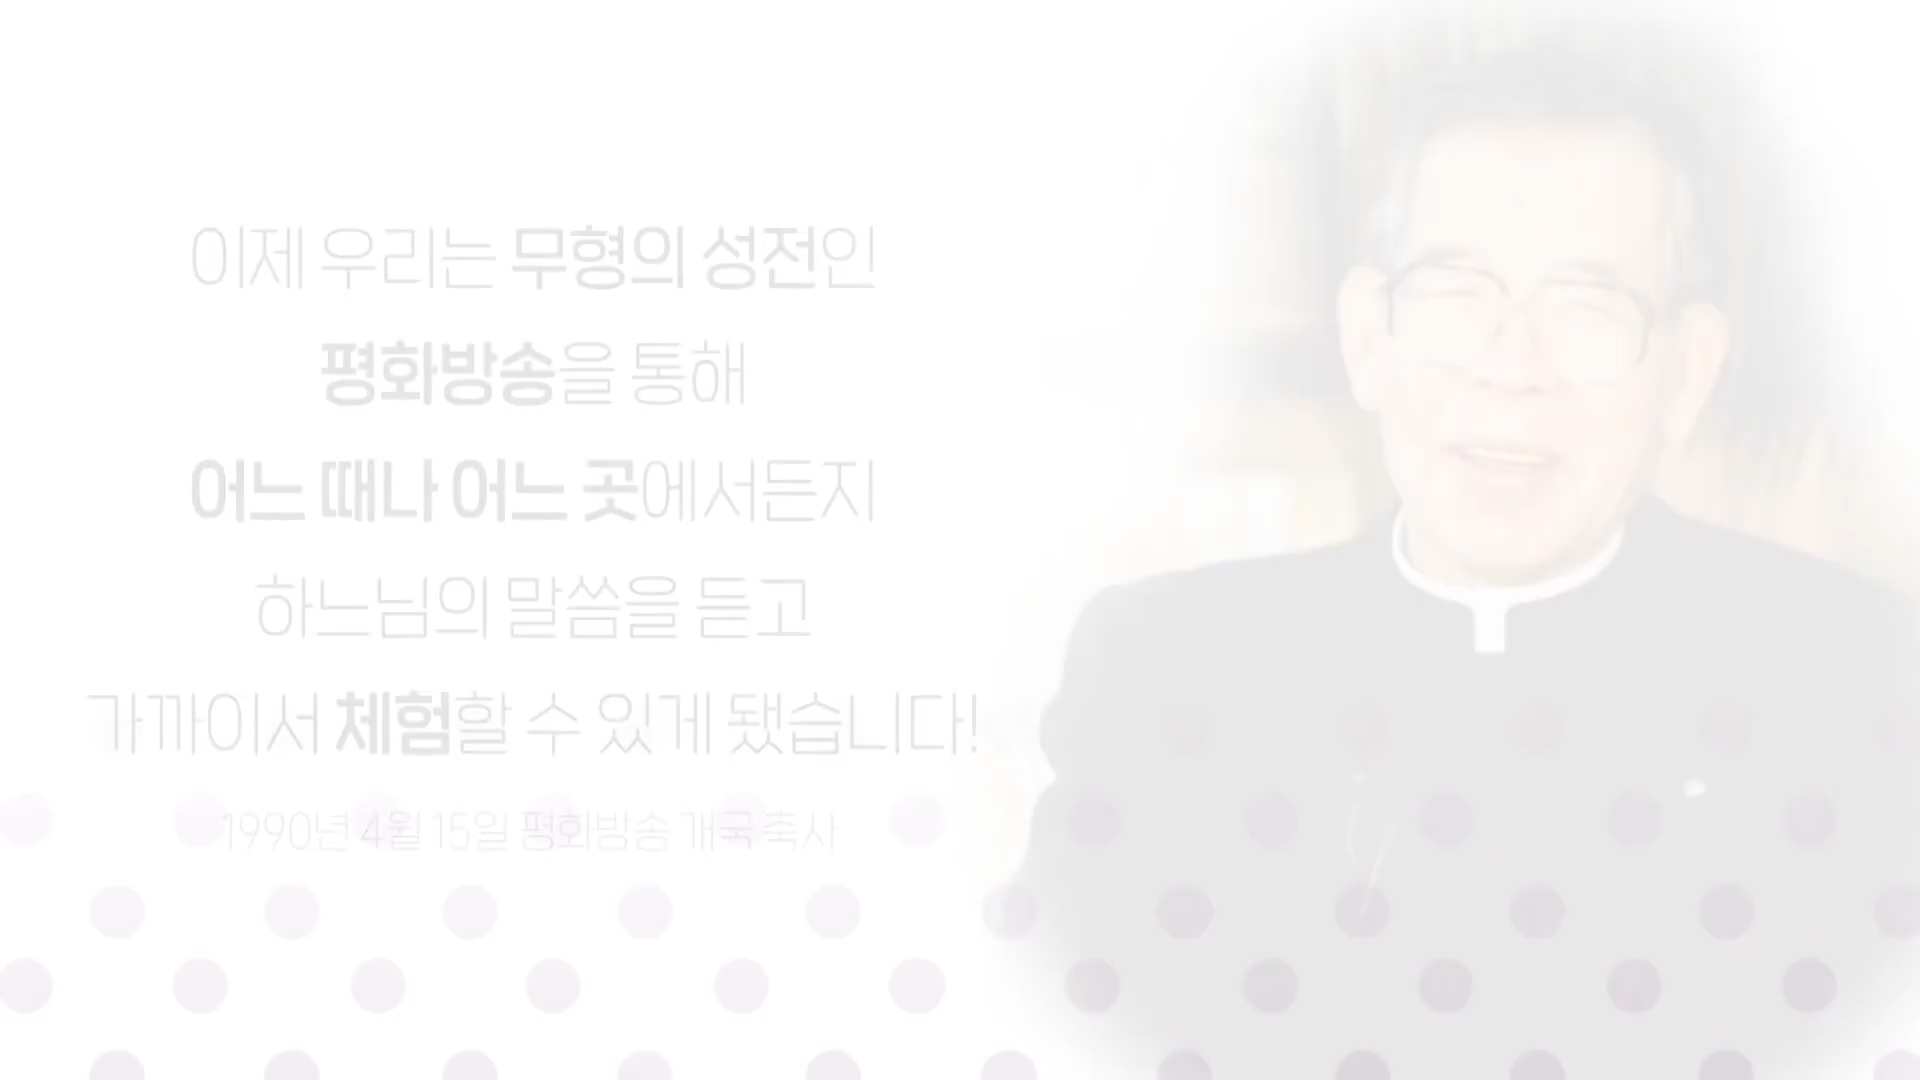 이제 우리는 무형의 성전인
평화방송을 통해
어느 때나 어느 곳에서든지
하느님의 말씀을 듣고
가까이서 체험할 수 있게 됐습니다!
1990년 4월 15일 평화방송 개국 축사